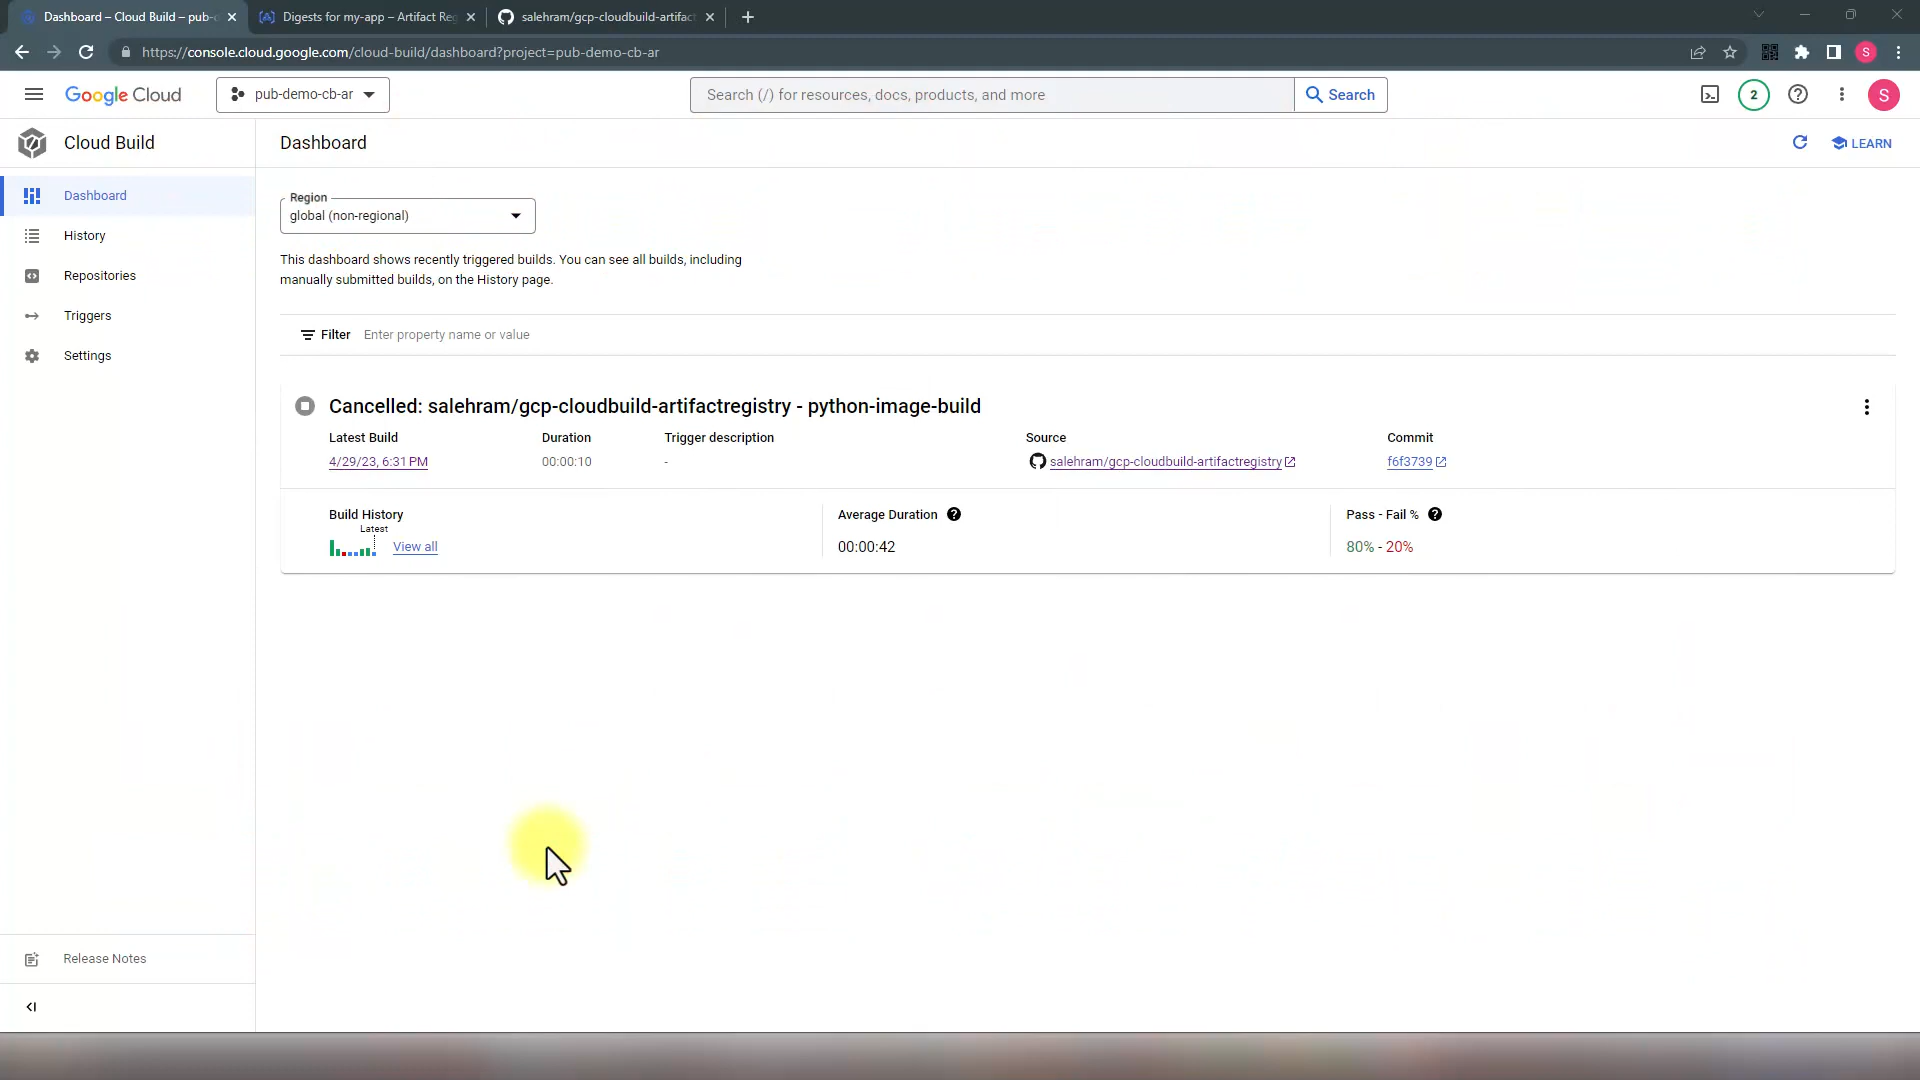 Dashboard – Cloud Build – pub-d
Digests for my-app – Artifact Reg
salehram/gcp-cloudbuild-artifact
https://console.cloud.google.com/cloud-build/dashboard?project=pub-demo-cb-ar
S
Google Cloud
pub-demo-cb-ar
Search (/) for resources, docs, products, and more
Search
2
S
Cloud Build
Dashboard
LEARN
Dashboard
History
Repositories
Triggers
Settings
Release Notes
Region
global (non-regional)
This dashboard shows recently triggered builds. You can see all builds, including
manually submitted builds, on the History page.
Filter Enter property name or value
Cancelled: salehram/gcp-cloudbuild-artifactregistry - python-image-build
Latest Build Duration Trigger description Source Commit
4/29/23, 6:31 PM 00:00:10 - salehram/gcp-cloudbuild-artifactregistry f6f3739
Build History Average Duration Pass - Fail %
Latest
View all 00:00:42 80% - 20%